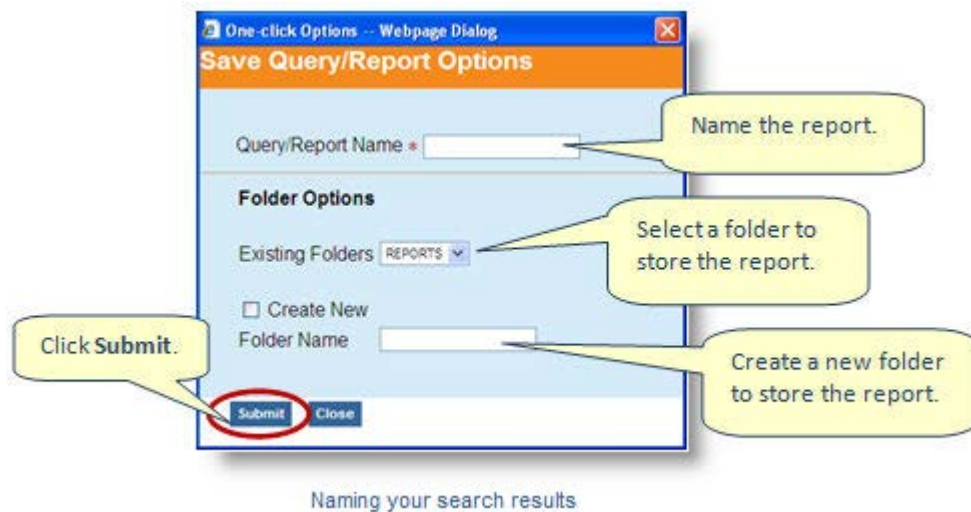 One-click Options -- Webpage Dialog
Save Query/Report Options
Query/Report Name *
Name the report.
Folder Options
Existing Folders REPORTS
Select a folder to
store the report.
Create New
Folder Name
Create a new folder
to store the report.
Click Submit.
Submit Close
Naming your search results